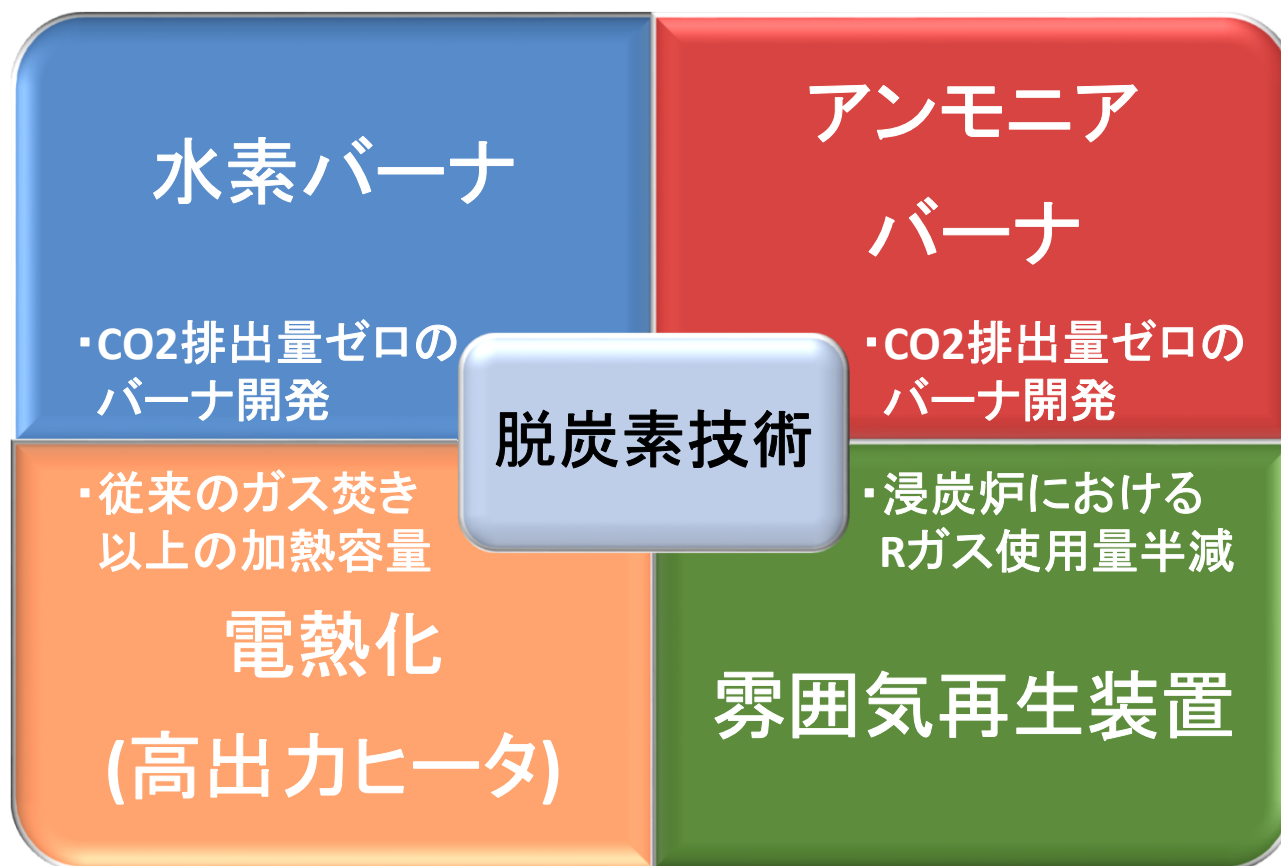 水素バーナ
・CO2排出量ゼロの
バーナ開発
アンモニア
バーナ
・CO2排出量ゼロの
バーナ開発
脱炭素技術
・従来のガス焚き
以上の加熱容量
電熱化
(高出力ヒータ)
・浸炭炉における
Rガス使用量半減
雰囲気再生装置